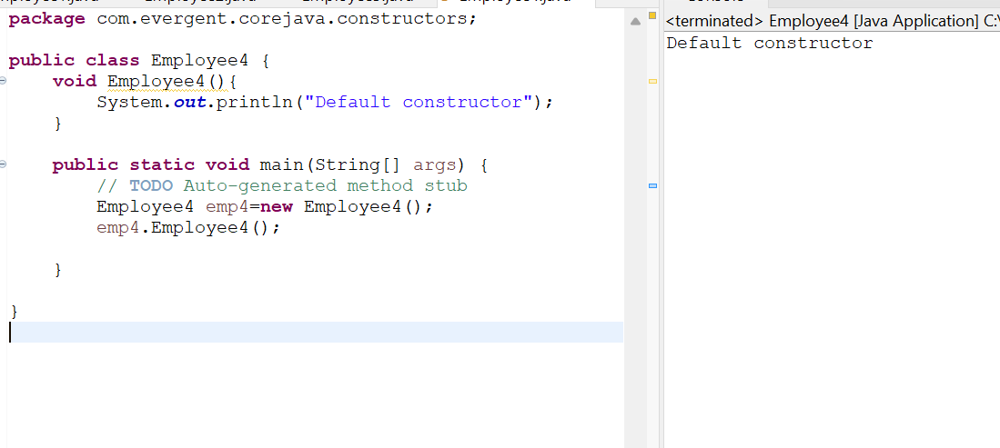 package com.evergent.corejava.constructors;
public class Employee4 {
void Employee4(){
System.out.println("Default constructor");
}
public static void main(String[] args) {
// TODO Auto-generated method stub
Employee4 emp4=new Employee4();
emp4.Employee4();
}
}
<terminated> Employee4 [Java Application] C:\
Default constructor